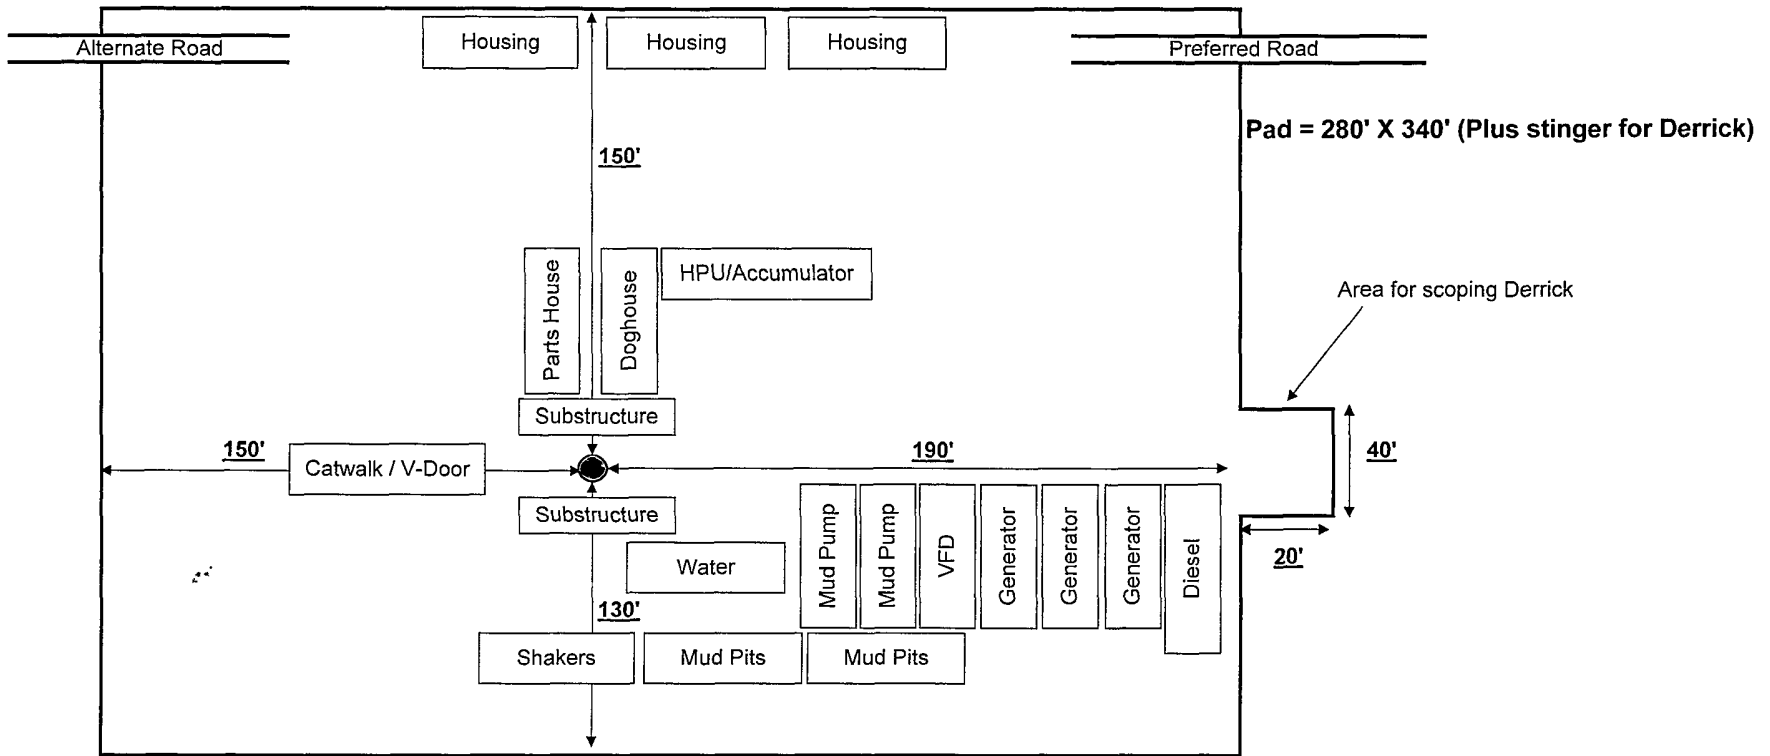 Alternate Road
Housing
Housing
Housing
Preferred Road
Pad = 280' X 340' (Plus stinger for Derrick)
150'
Parts House
Doghouse
HPU/Accumulator
Area for scoping Derrick
Substructure
150'
Catwalk / V-Door
190'
40'
Substructure
Water
Mud Pump
Mud Pump
VFD
Generator
Generator
Generator
Diesel
20'
130'
Shakers
Mud Pits
Mud Pits